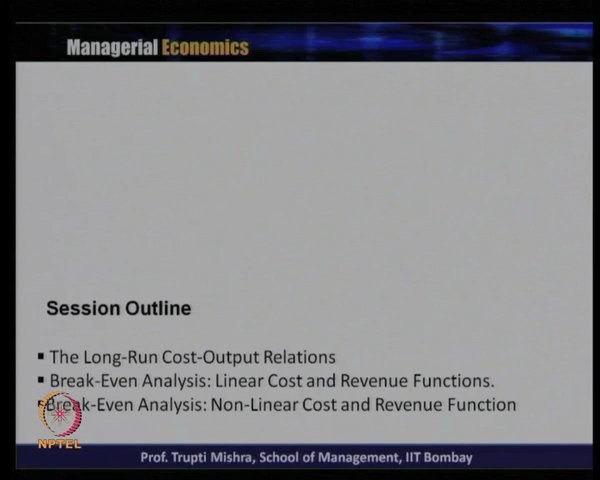 Managerial Economics
Session Outline
▪ The Long-Run Cost-Output Relations
▪ Break-Even Analysis: Linear Cost and Revenue Functions.
▪ Break-Even Analysis: Non-Linear Cost and Revenue Function
NPTEL
Prof. Trupti Mishra, School of Management, IIT Bombay